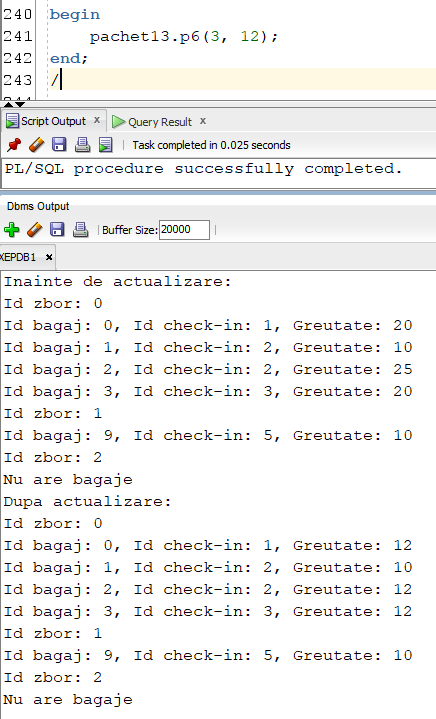 240 begin
241 pachet13.p6(3, 12);
242 end;
243 /
Script Output x Query Result x
Task completed in 0.025 seconds
PL/SQL procedure successfully completed.
Dbms Output
Buffer Size: 20000
XEPDB1 x
Inainte de actualizare:
Id zbor: 0
Id bagaj: 0, Id check-in: 1, Greutate: 20
Id bagaj: 1, Id check-in: 2, Greutate: 10
Id bagaj: 2, Id check-in: 2, Greutate: 25
Id bagaj: 3, Id check-in: 3, Greutate: 20
Id zbor: 1
Id bagaj: 9, Id check-in: 5, Greutate: 10
Id zbor: 2
Nu are bagaje
Dupa actualizare:
Id zbor: 0
Id bagaj: 0, Id check-in: 1, Greutate: 12
Id bagaj: 1, Id check-in: 2, Greutate: 10
Id bagaj: 2, Id check-in: 2, Greutate: 12
Id bagaj: 3, Id check-in: 3, Greutate: 12
Id zbor: 1
Id bagaj: 9, Id check-in: 5, Greutate: 10
Id zbor: 2
Nu are bagaje